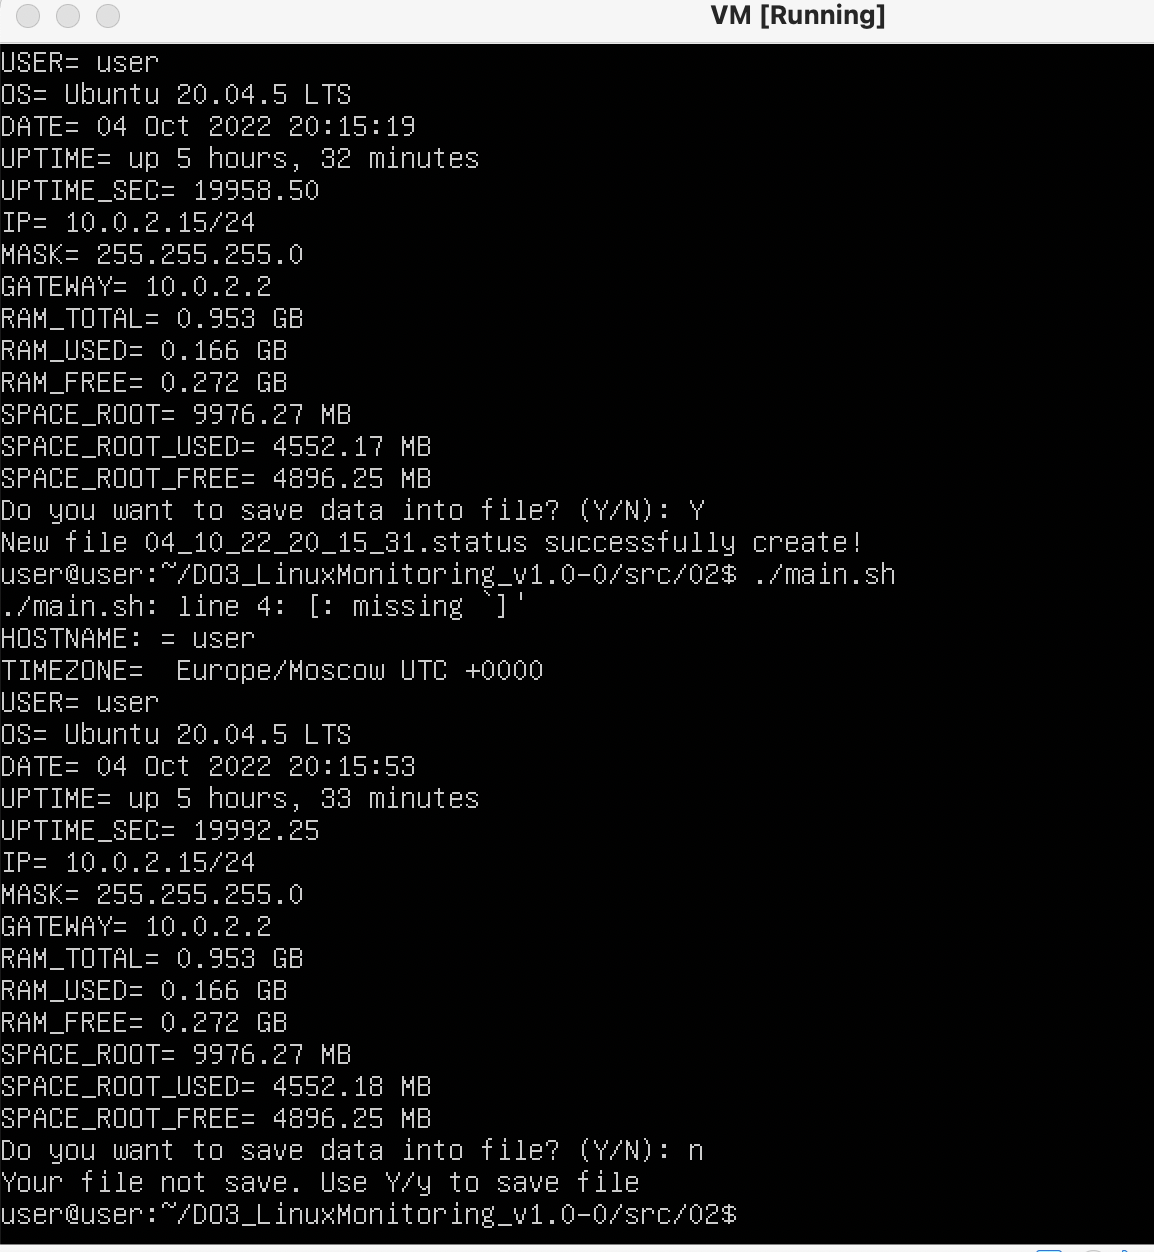 VM [Running]
USER= user
OS= Ubuntu 20.04.5 LTS
DATE= 04 Oct 2022 20:15:19
UPTIME= up 5 hours, 32 minutes
UPTIME_SEC= 19958.50
IP= 10.0.2.15/24
MASK= 255.255.255.0
GATEWAY= 10.0.2.2
RAM_TOTAL= 0.953 GB
RAM_USED= 0.166 GB
RAM_FREE= 0.272 GB
SPACE_ROOT= 9976.27 MB
SPACE_ROOT_USED= 4552.17 MB
SPACE_ROOT_FREE= 4896.25 MB
Do you want to save data into file? (Y/N): Y
New file 04_10_22_20_15_31.status successfully create!
user@user:~/DO3_LinuxMonitoring_v1.0-0/src/02$ ./main.sh
./main.sh: line 4: [: missing `]'
HOSTNAME: = user
TIMEZONE=  Europe/Moscow UTC +0000
USER= user
OS= Ubuntu 20.04.5 LTS
DATE= 04 Oct 2022 20:15:53
UPTIME= up 5 hours, 33 minutes
UPTIME_SEC= 19992.25
IP= 10.0.2.15/24
MASK= 255.255.255.0
GATEWAY= 10.0.2.2
RAM_TOTAL= 0.953 GB
RAM_USED= 0.166 GB
RAM_FREE= 0.272 GB
SPACE_ROOT= 9976.27 MB
SPACE_ROOT_USED= 4552.18 MB
SPACE_ROOT_FREE= 4896.25 MB
Do you want to save data into file? (Y/N): n
Your file not save. Use Y/y to save file
user@user:~/DO3_LinuxMonitoring_v1.0-0/src/02$